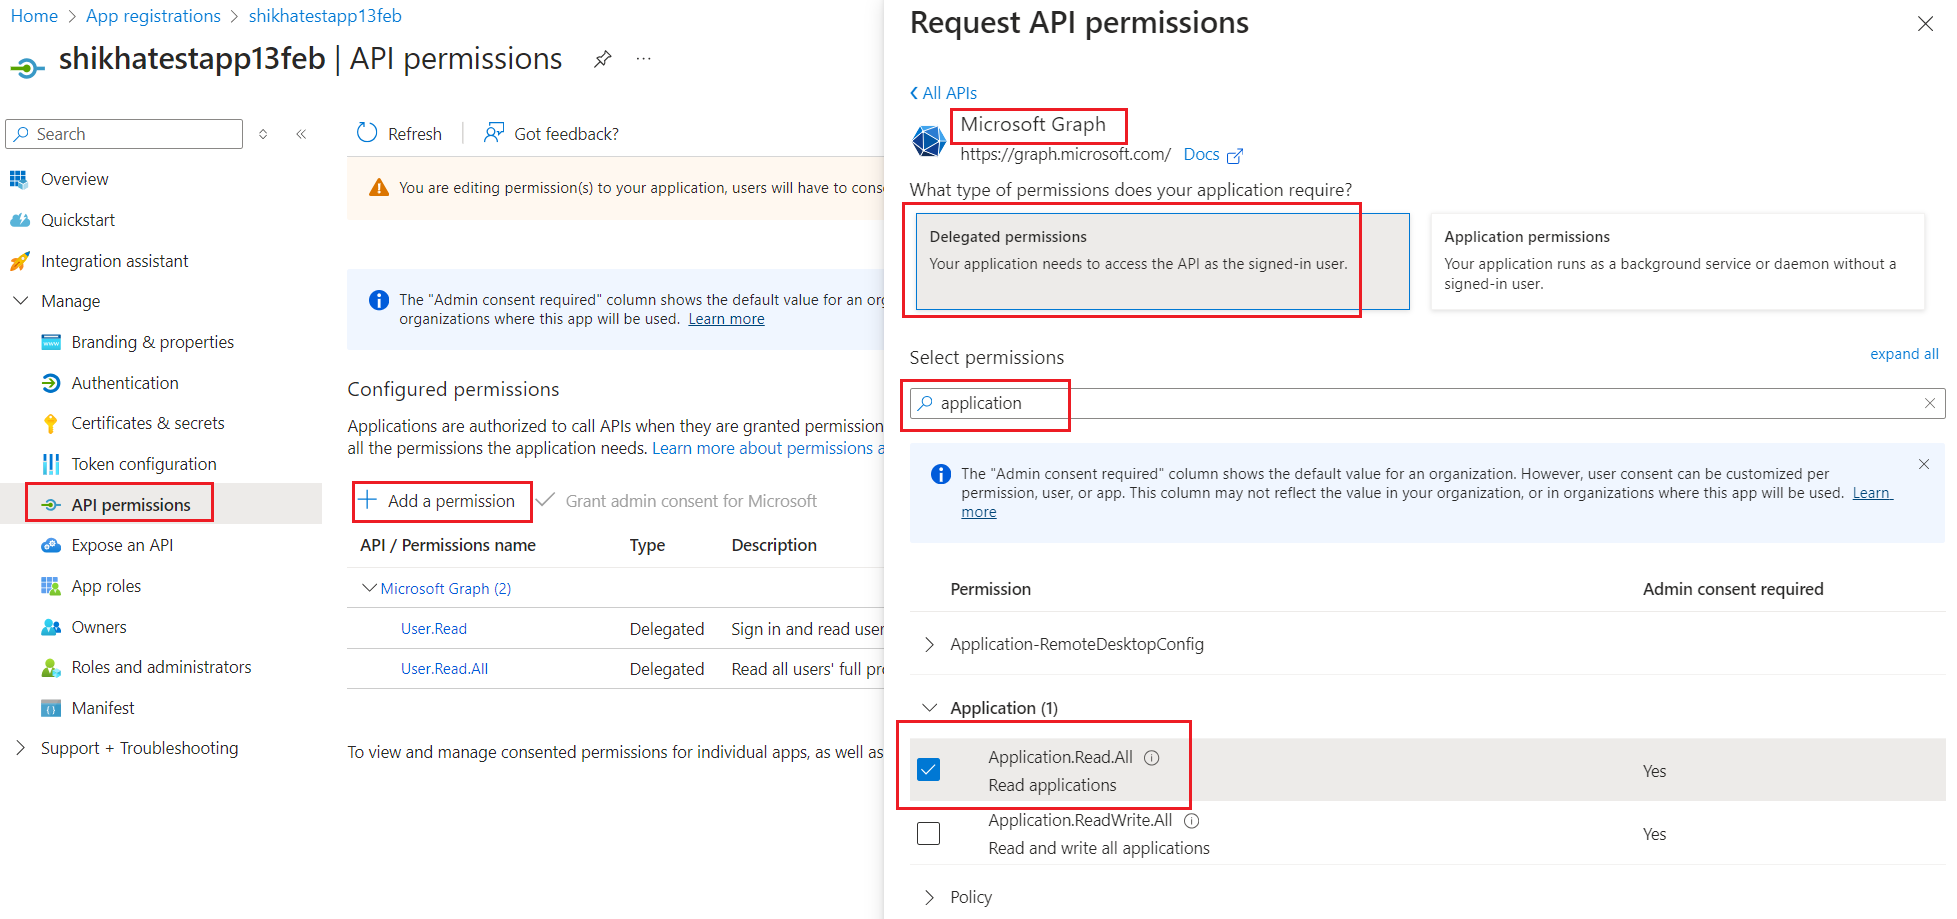 Home > App registrations > shikhatestapp13feb
shikhatestapp13feb | API permissions
Search
Overview
Quickstart
Integration assistant
Manage
Branding & properties
Authentication
Certificates & secrets
Token configuration
API permissions
Expose an API
App roles
Owners
Roles and administrators
Manifest
Support + Troubleshooting
Refresh
Got feedback?
You are editing permission(s) to your application, users will have to conse
The "Admin consent required" column shows the default value for an org
organizations where this app will be used. Learn more
Configured permissions
Applications are authorized to call APIs when they are granted permission
all the permissions the application needs. Learn more about permissions a
Add a permission
Grant admin consent for Microsoft
API / Permissions name Type Description
Microsoft Graph (2)
User.Read Delegated Sign in and read user
User.Read.All Delegated Read all users' full pro
To view and manage consented permissions for individual apps, as well as
Request API permissions
All APIs
Microsoft Graph
https://graph.microsoft.com/ Docs
What type of permissions does your application require?
Delegated permissions
Your application needs to access the API as the signed-in user.
Application permissions
Your application runs as a background service or daemon without a
signed-in user.
Select permissions
expand all
application
The "Admin consent required" column shows the default value for an organization. However, user consent can be customized per
permission, user, or app. This column may not reflect the value in your organization, or in organizations where this app will be used. Learn
more
Permission Admin consent required
Application-RemoteDesktopConfig
Application (1)
Application.Read.All
Read applications
Yes
Application.ReadWrite.All
Read and write all applications
Yes
Policy